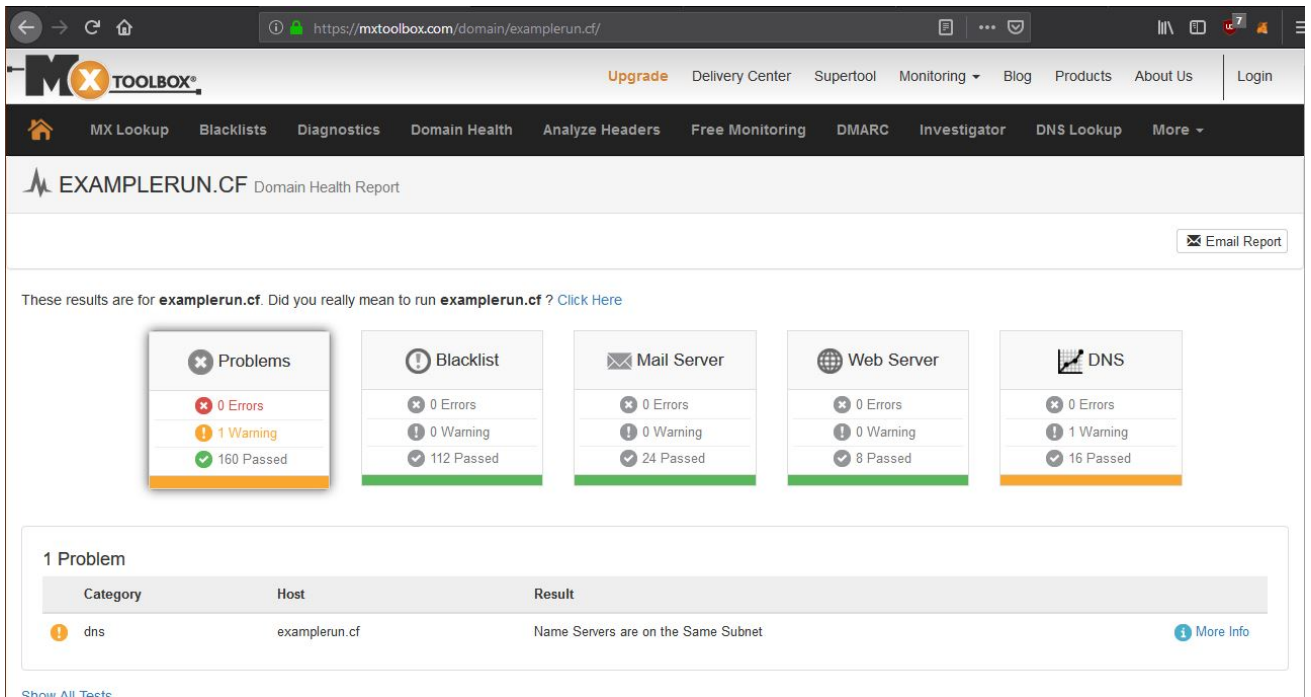 https://mxtoolbox.com/domain/examplerun.cf/
7
MX TOOLBOX®
Upgrade Delivery Center Supertool Monitoring Blog Products About Us Login
MX Lookup Blacklists Diagnostics Domain Health Analyze Headers Free Monitoring DMARC Investigator DNS Lookup More
EXAMPLERUN.CF Domain Health Report
Email Report
These results are for examplerun.cf. Did you really mean to run examplerun.cf ? Click Here
Problems
0 Errors
1 Warning
160 Passed
Blacklist
0 Errors
0 Warning
112 Passed
Mail Server
0 Errors
0 Warning
24 Passed
Web Server
0 Errors
0 Warning
8 Passed
DNS
0 Errors
1 Warning
16 Passed
1 Problem
Category Host Result
dns examplerun.cf Name Servers are on the Same Subnet More Info
Show All Tests